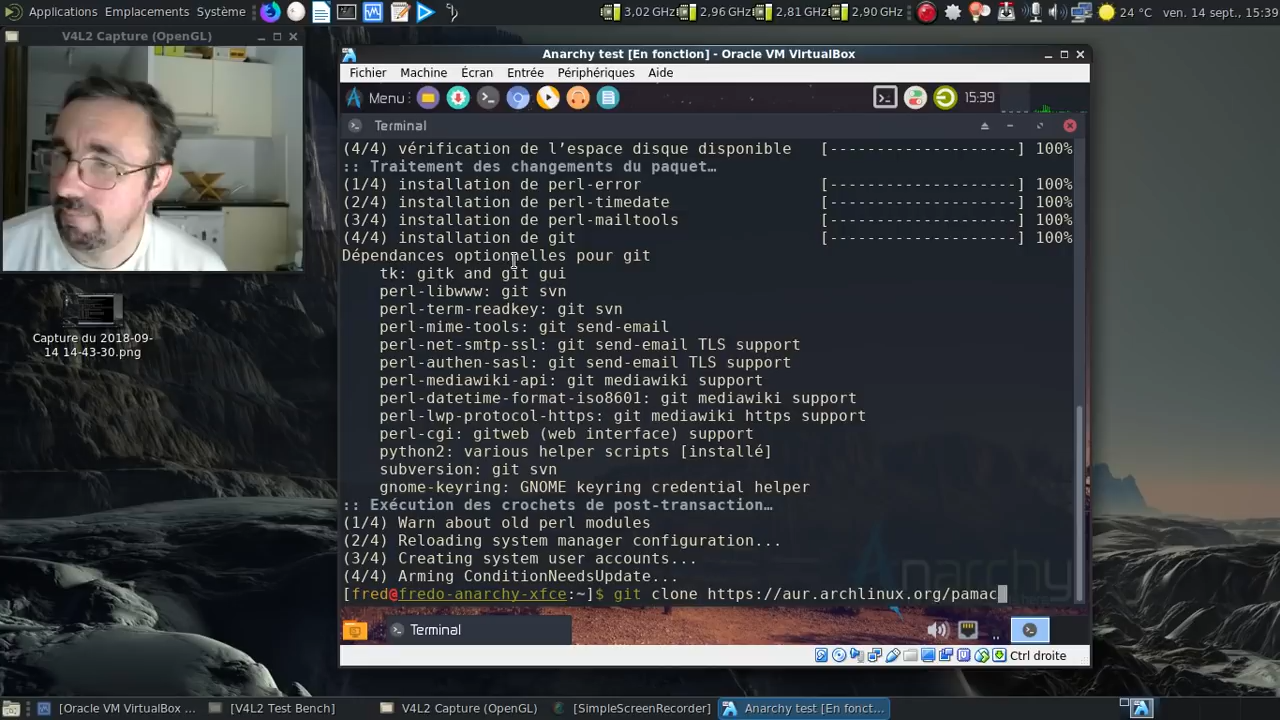 Applications Emplacements Système
3,02 GHz 2,96 GHz 2,81 GHz 2,90 GHz
24 °C ven. 14 sept., 15:39
V4L2 Capture (OpenGL)
Capture du 2018-09-
14 14-43-30.png
Anarchy test [En fonction] - Oracle VM VirtualBox
Fichier Machine Écran Entrée Périphériques Aide
Menu 15:39
Terminal
(4/4) vérification de l’espace disque disponible [-------------------] 100%
:: Traitement des changements du paquet…
(1/4) installation de perl-error [-------------------] 100%
(2/4) installation de perl-timedate [-------------------] 100%
(3/4) installation de perl-mailtools [-------------------] 100%
(4/4) installation de git [-------------------] 100%
Dépendances optionnelles pour git
tk: gitk and git gui
perl-libwww: git svn
perl-term-readkey: git svn
perl-mime-tools: git send-email
perl-net-smtp-ssl: git send-email TLS support
perl-authen-sasl: git send-email TLS support
perl-mediawiki-api: git mediawiki support
perl-datetime-format-iso8601: git mediawiki support
perl-lwp-protocol-https: git mediawiki https support
perl-cgi: gitweb (web interface) support
python2: various helper scripts [installé]
subversion: git svn
gnome-keyring: GNOME keyring credential helper
:: Exécution des crochets de post-transaction…
(1/4) Warn about old perl modules
(2/4) Reloading system manager configuration...
(3/4) Creating system user accounts...
(4/4) Arming ConditionNeedsUpdate...
[fred@fredo-anarchy-xfce:~]$ git clone https://aur.archlinux.org/pamac
Anarchy
Terminal
Ctrl droite
[Oracle VM VirtualBox ... [V4L2 Test Bench] V4L2 Capture (OpenGL) [SimpleScreenRecorder] Anarchy test [En fonct...